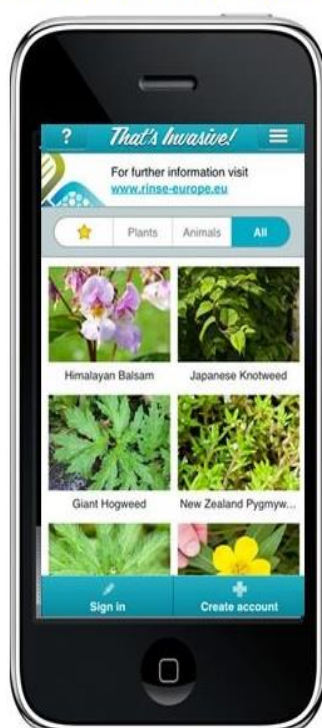 ?
That's Invasive!
For further information visit
www.rinse-europe.eu
Plants
Animals
All
Himalayan Balsam
Japanese Knotweed
Giant Hogweed
New Zealand Pygmyw...
Sign in
Create account